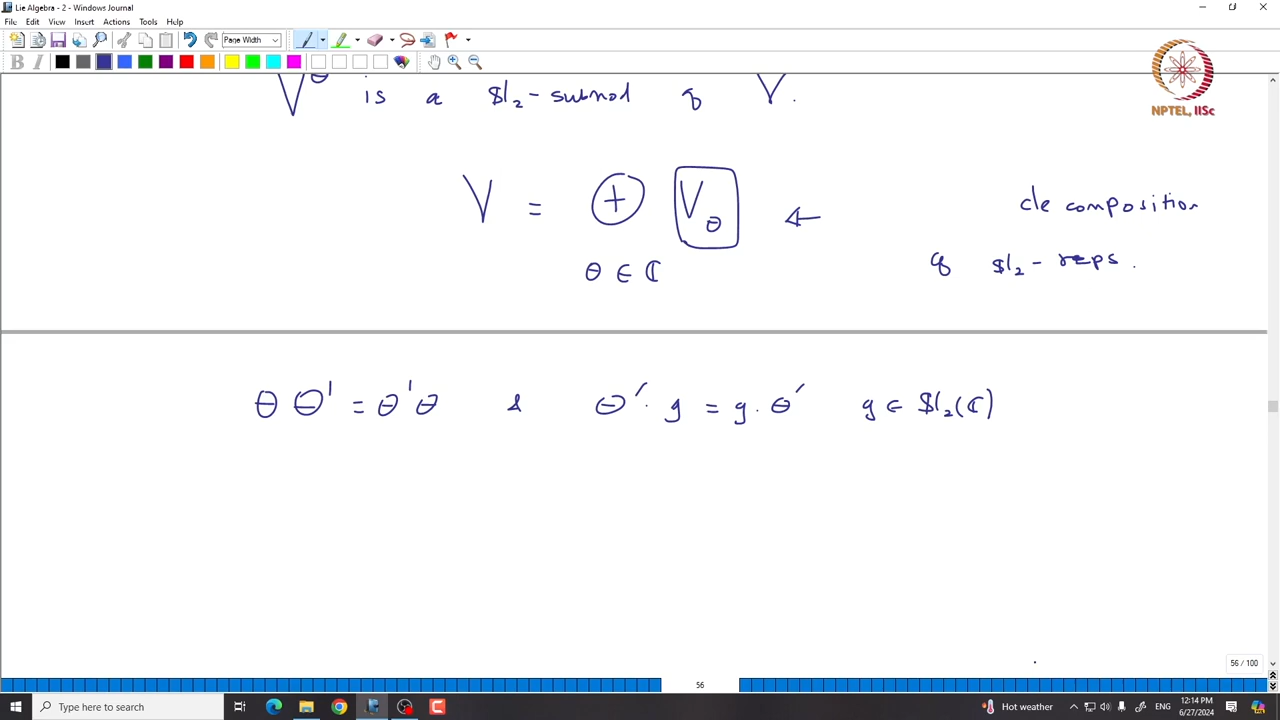 Lie Algebra - 2 - Windows Journal
File Edit View Insert Actions Tools Help
Page Width
B I
NPTEL, IISc
V^θ is a sl₂-submod of V.
V = ⊕ V_θ ← decomposition
θ ∈ ℂ of sl₂-reps.
θ θ' = θ' θ & θ'. g = g. θ' g ∈ sl₂(ℂ)
56 / 100
56
Type here to search
Hot weather
ENG
12:14 PM
6/27/2024